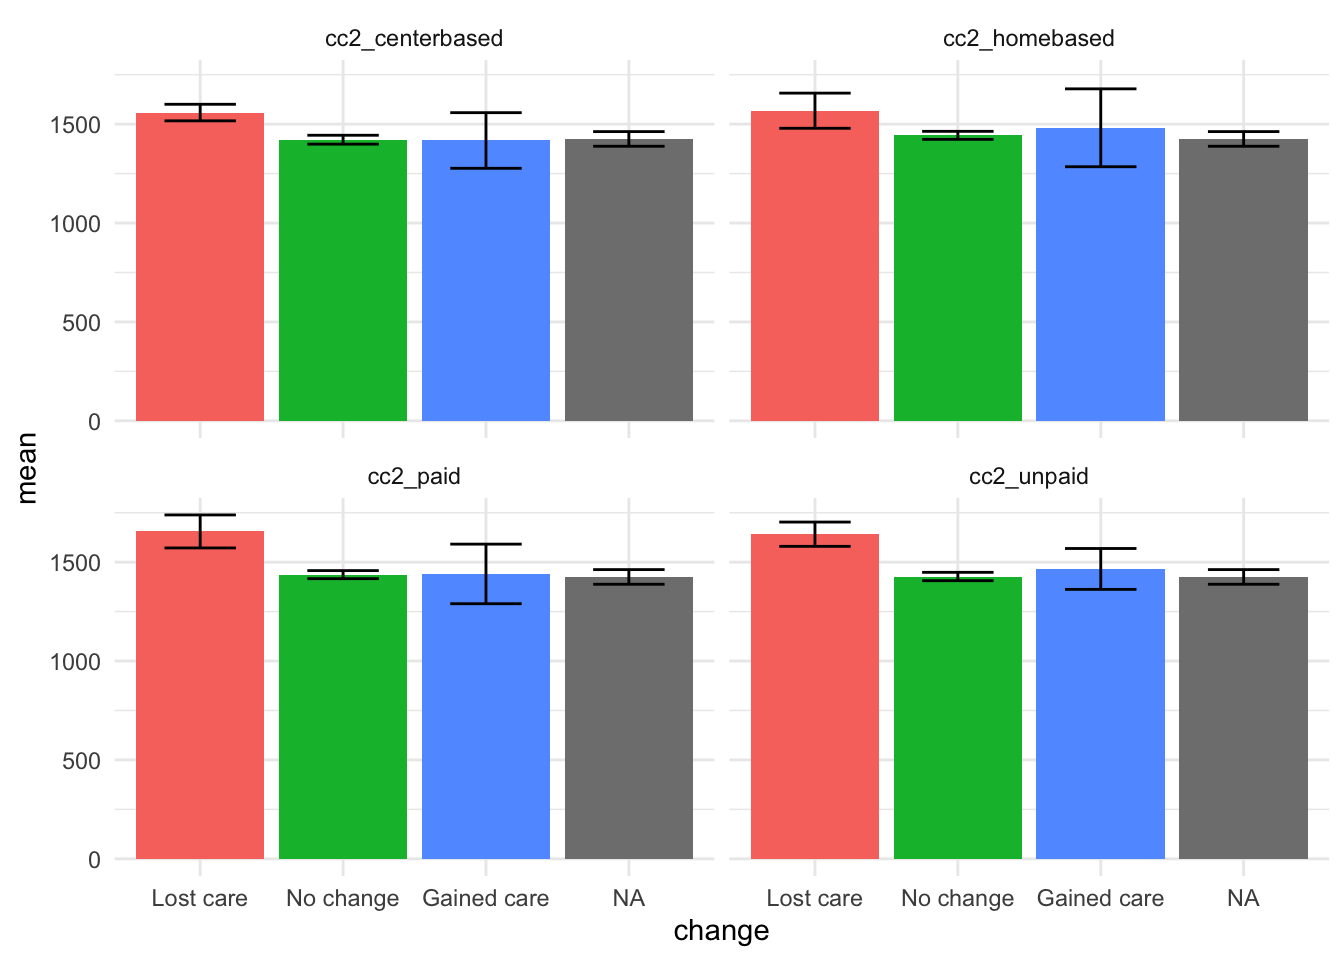 cc2_centerbased
cc2_homebased
1500
1000
500
0
cc2_paid
cc2_unpaid
1500
1000
500
0
mean
Lost care No change Gained care NA
Lost care No change Gained care NA
change